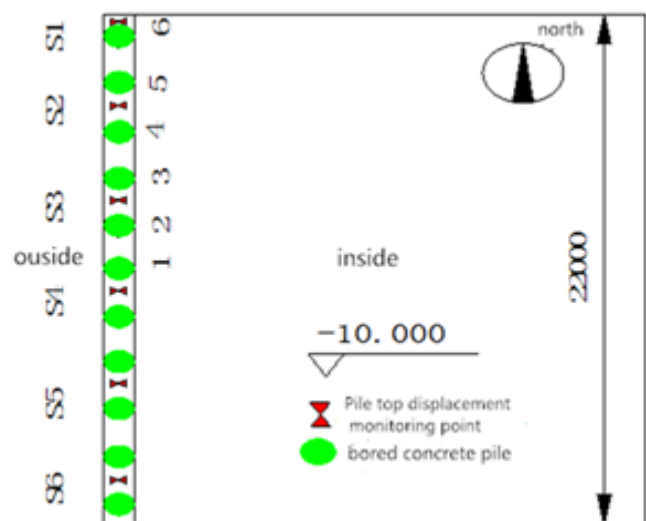 S1
S2
S3
S4
S5
S6
6
5
4
3
2
1
north
ouside
inside
22000
-10. 000
Pile top displacement
monitoring point
bored concrete pile